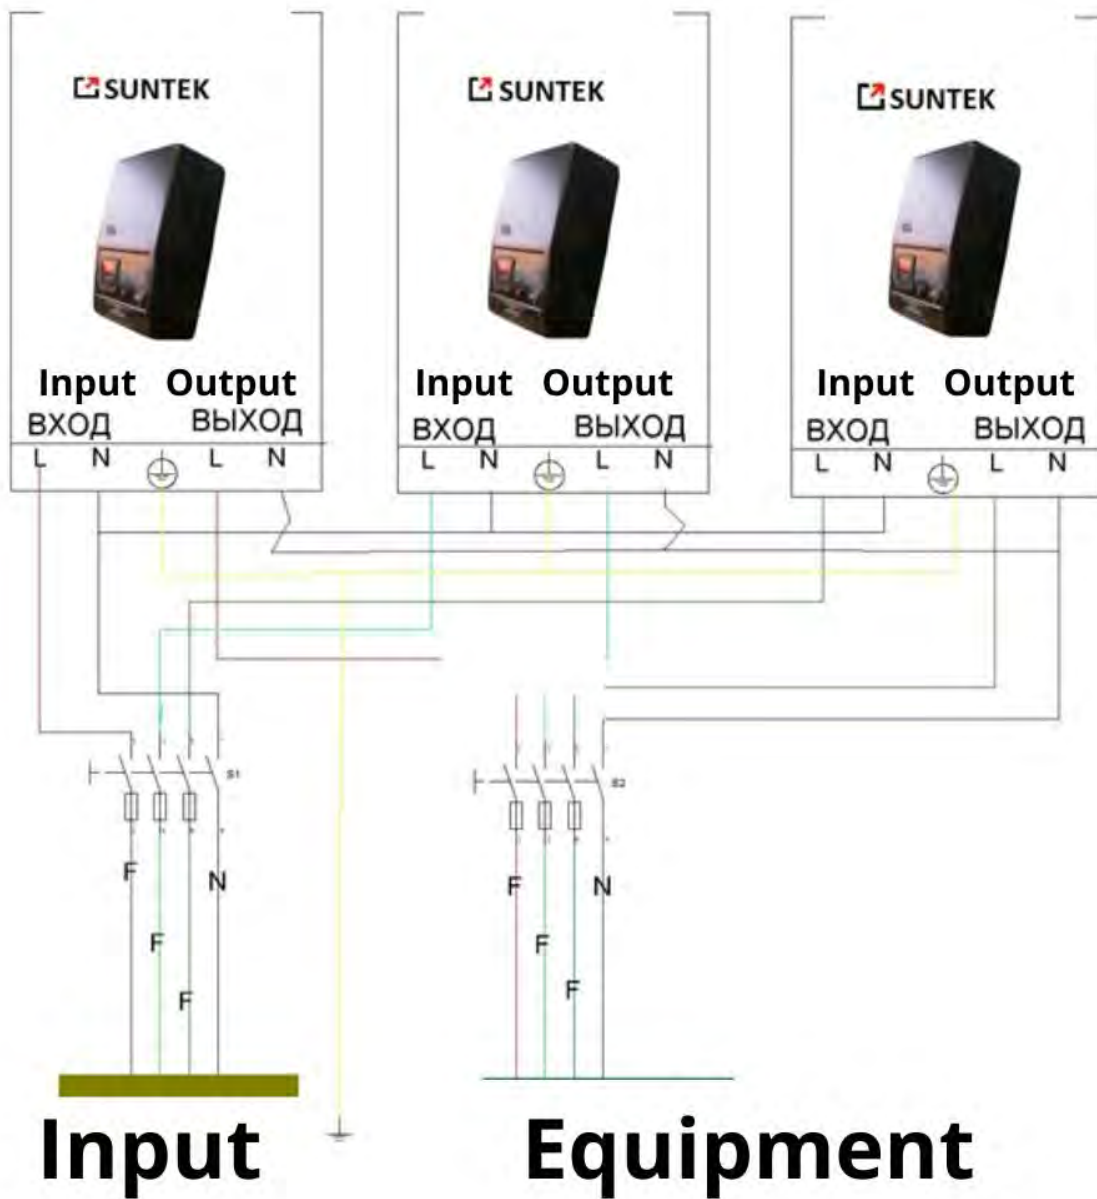 SUNTEK
SUNTEK
SUNTEK
Input Output
Input Output
Input Output
ВХОД ВЫХОД
ВХОД ВЫХОД
ВХОД ВЫХОД
L N L N
L N L N
L N L N
S1
S2
F N
F
F
F N
F
F
Input
Equipment